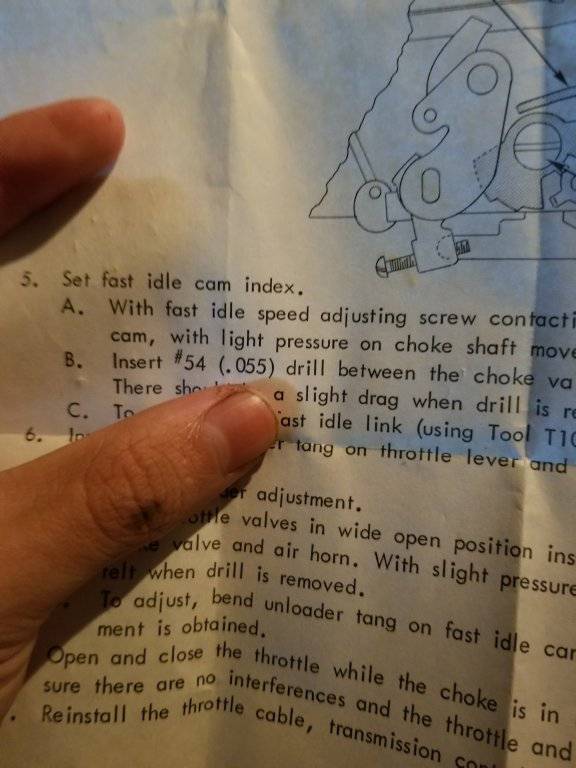 5. Set fast idle cam index.
A. With fast idle speed adjusting screw contacti
cam, with light pressure on choke shaft move
B. Insert #54 (.055) drill between the choke va
There a slight drag when drill is re
C. To fast idle link (using Tool T10
6. tang on throttle lever and
adjustment.
valves in wide open position ins
valve and air horn. With slight pressure
felt when drill is removed.
To adjust, bend unloader tang on fast idle cam
ment is obtained.
Open and close the throttle while the choke is in
sure there are no interferences and the throttle and
Reinstall the throttle cable, transmission